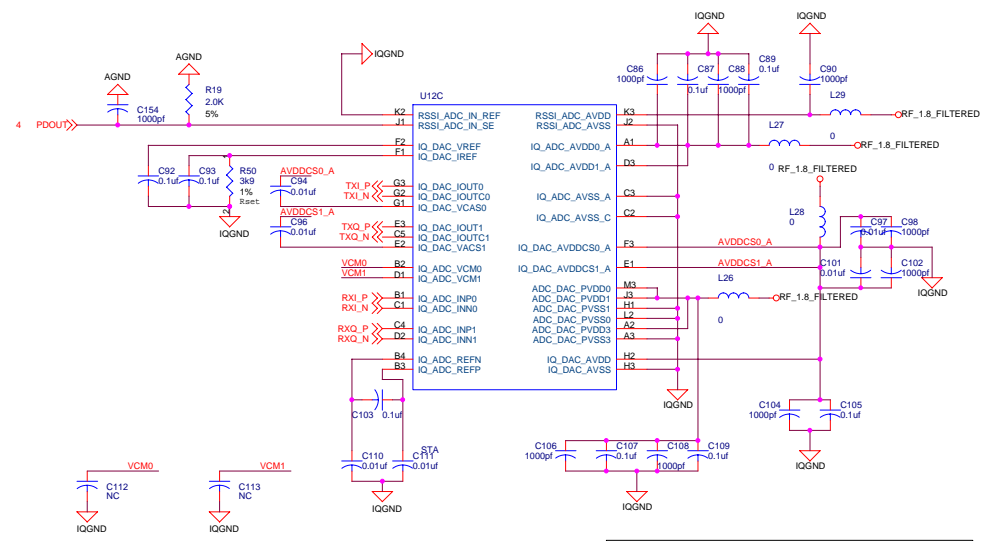 IQGND
IQGND
IQGND
AGND
AGND
R19
2.0K
5%
C154
1000pf
4 PDOUT
U12C
C86
1000pf
C87
0.1uf
C88
1000pf
C89
0.1uf
C90
1000pf
L29
RF_1.8_FILTERED
L27
0
RF_1.8_FILTERED
0
RF_1.8_FILTERED
K2 RSSI_ADC_IN_REF
J1 RSSI_ADC_IN_SE
F2 IQ_DAC_VREF
F1 IQ_DAC_IREF
G3 IQ_DAC_IOUT0
G2 IQ_DAC_IOUTC0
G1 IQ_DAC_VCAS0
E3 IQ_DAC_IOUT1
C5 IQ_DAC_IOUTC1
E2 IQ_DAC_VACS1
B2 IQ_ADC_VCM0
D1 IQ_ADC_VCM1
B1 IQ_ADC_INP0
C1 IQ_ADC_INN0
C4 IQ_ADC_INP1
D2 IQ_ADC_INN1
B4 IQ_ADC_REFN
B3 IQ_ADC_REFP
RSSI_ADC_AVDD K3
RSSI_ADC_AVSS J2
IQ_ADC_AVDD0_A A1
IQ_ADC_AVDD1_A D3
IQ_ADC_AVSS_A C3
IQ_ADC_AVSS_C C2
IQ_DAC_AVDDCS0_A F3
IQ_DAC_AVDDCS1_A E1
ADC_DAC_PVDD0 M3
ADC_DAC_PVDD1 J3
ADC_DAC_PVSS1 H1
ADC_DAC_PVSS0 L2
ADC_DAC_PVDD3 A2
ADC_DAC_PVSS3 A3
IQ_DAC_AVDD H2
IQ_DAC_AVSS H3
C92
0.1uf
C93
0.1uf
R50
3k9
1%
Rset
2
IQGND
AVDDCS0_A
C94
0.01uf
AVDDCS1_A
C96
0.01uf
TXI_P
TXI_N
TXQ_P
TXQ_N
VCM0
VCM1
RXI_P
RXI_N
RXQ_P
RXQ_N
L28
0
C97
0.01uf
C98
1000pf
AVDDCS0_A
AVDDCS1_A
C101
0.01uf
C102
1000pf
IQGND
L26
RF_1.8_FILTERED
0
IQGND
C103 0.1uf
STA
C110
0.01uf
C111
0.01uf
IQGND
C104
1000pf
C105
0.1uf
IQGND
C106
1000pf
C107
0.1uf
C108
1000pf
C109
0.1uf
IQGND
VCM0
C112
NC
IQGND
VCM1
C113
NC
IQGND